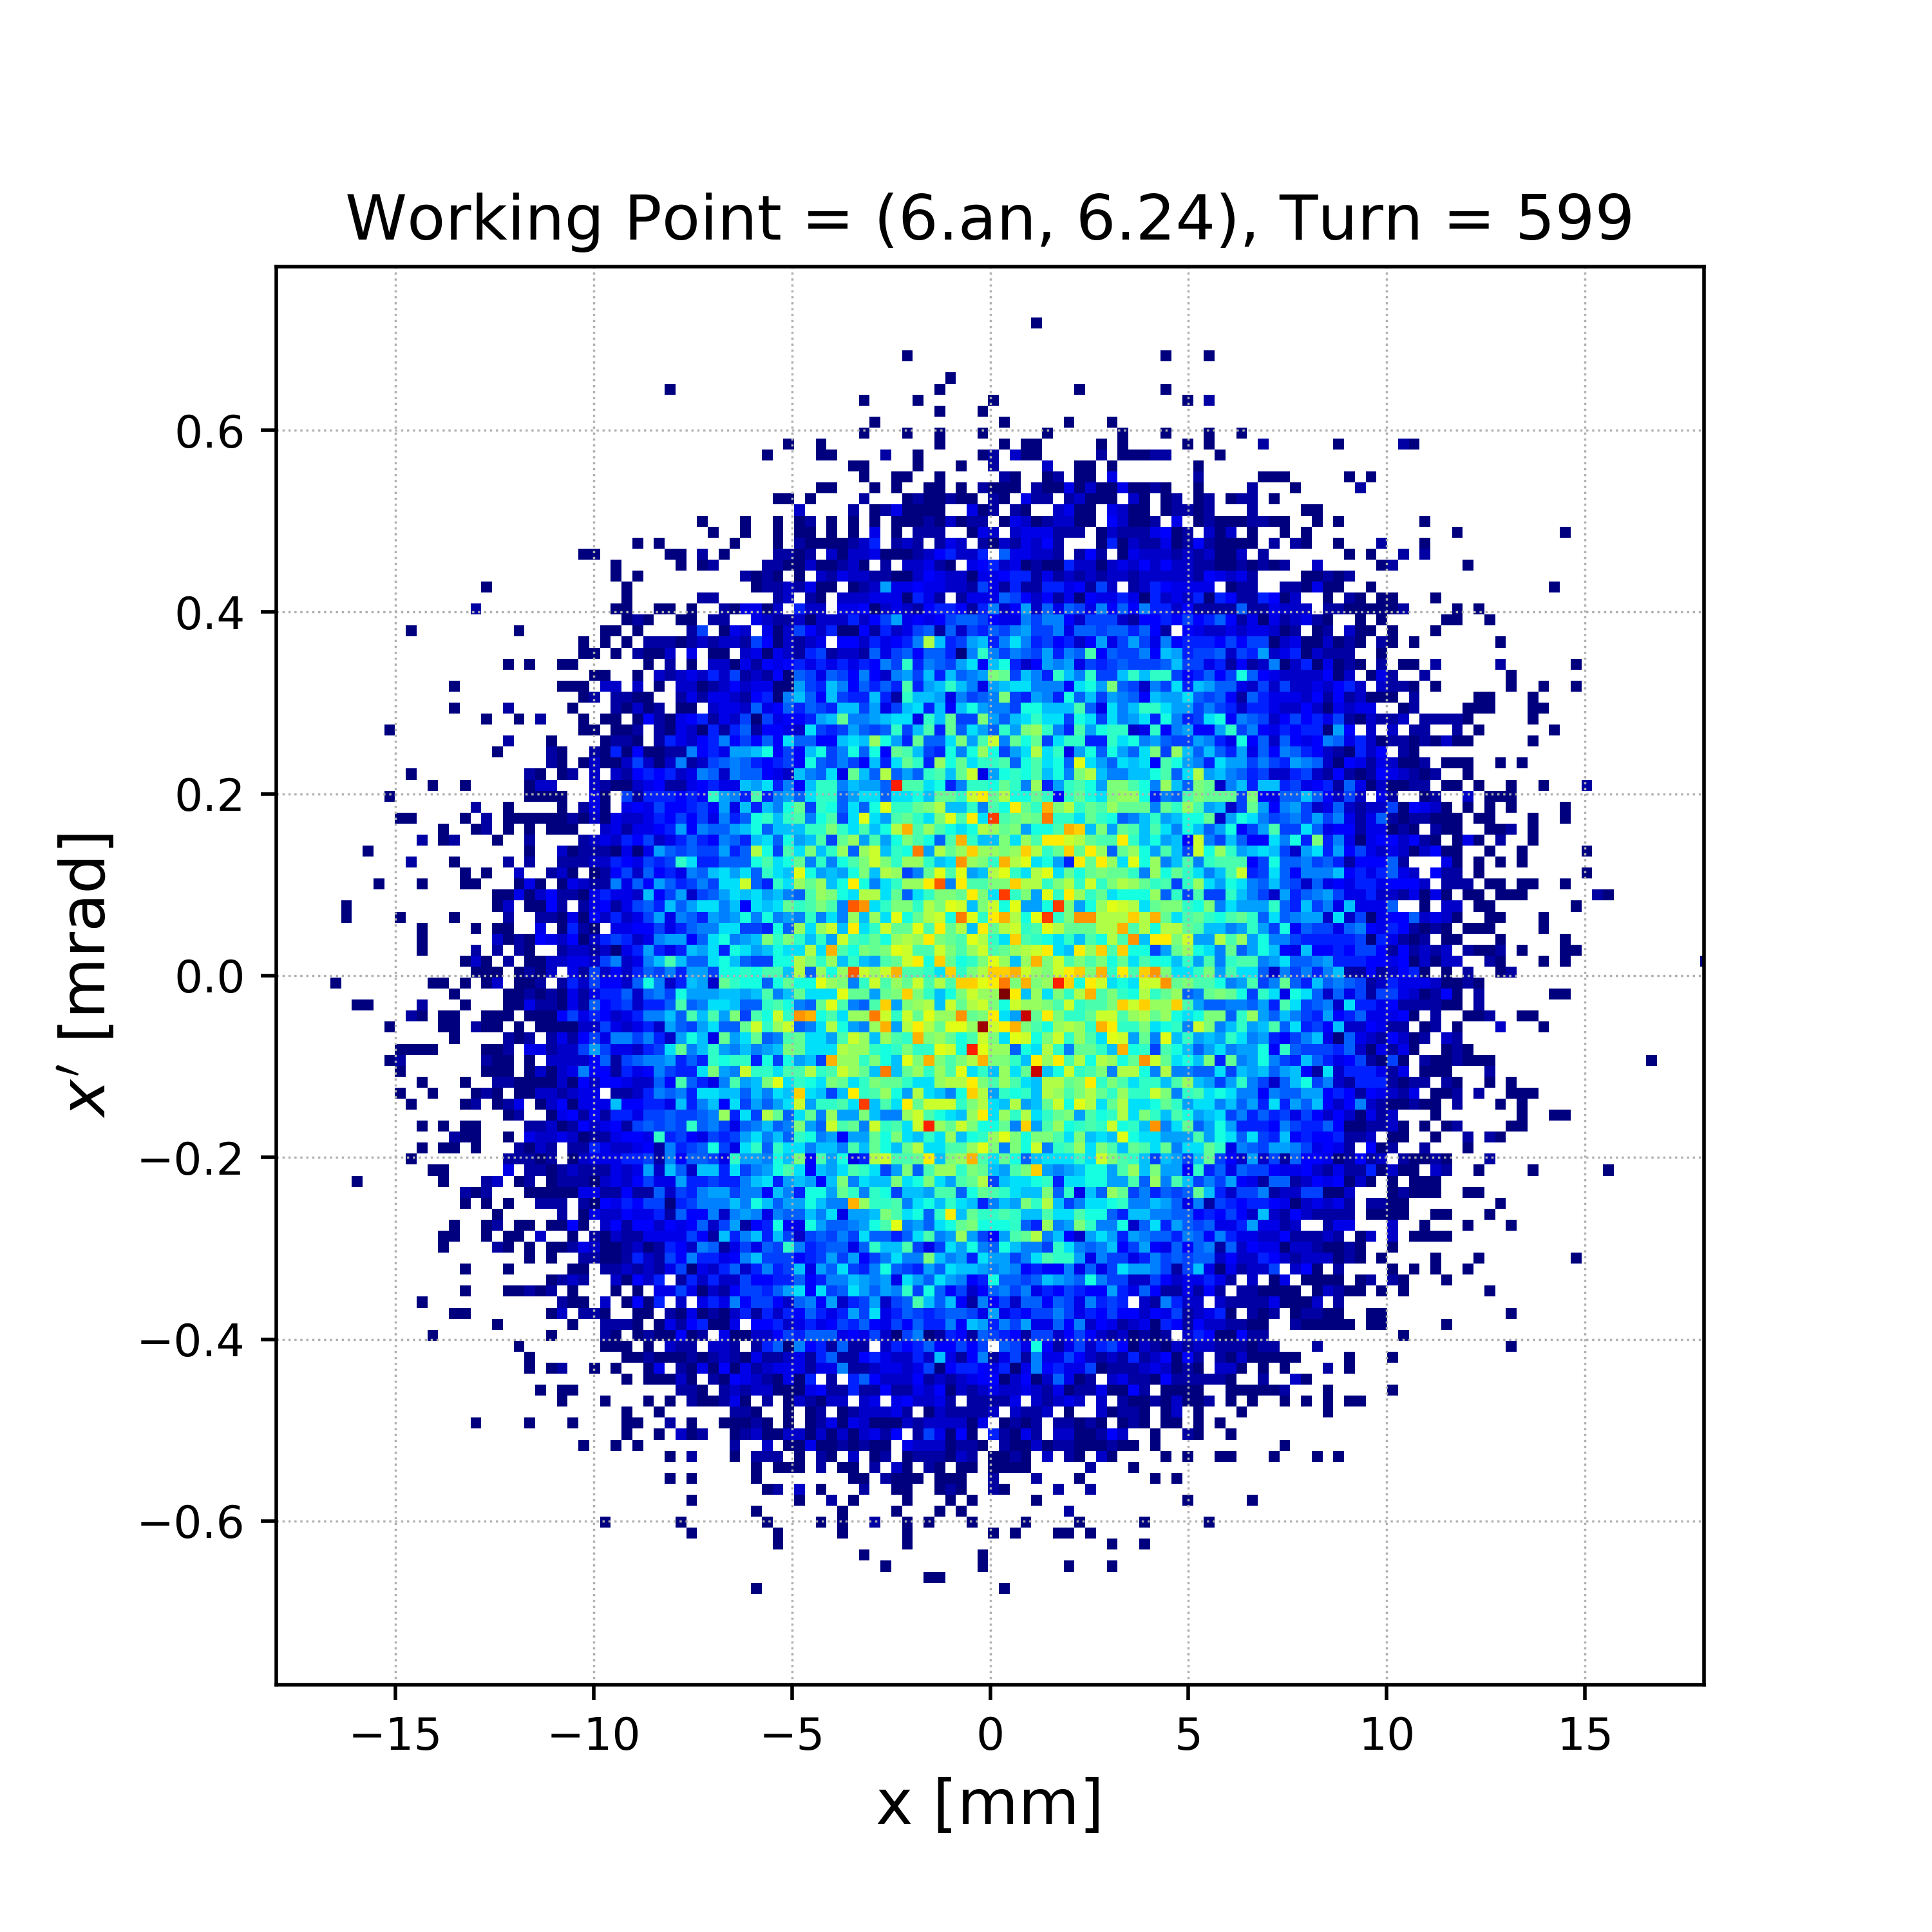 Working Point = (6.an, 6.24), Turn = 599
x′ [mrad]
0.6
0.4
0.2
0.0
−0.2
−0.4
−0.6
−15 −10 −5 0 5 10 15
x [mm]